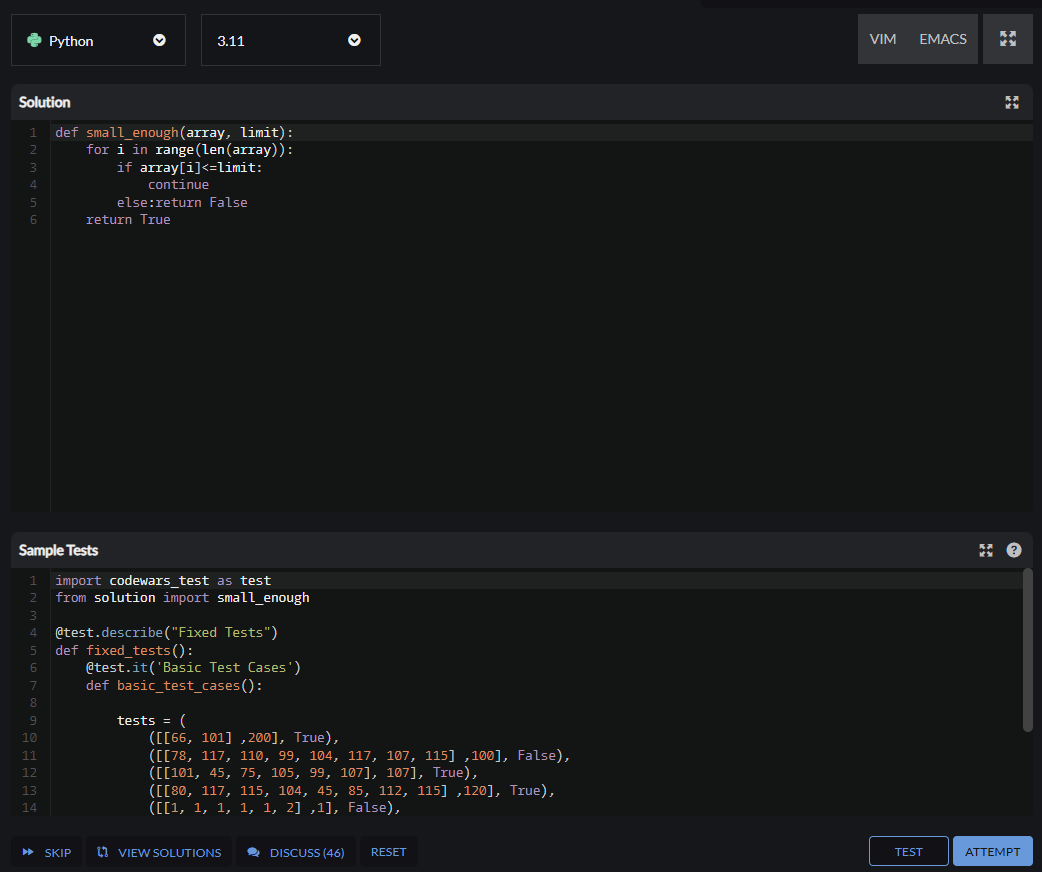 Python
3.11
VIM
EMACS
Solution
1 def small_enough(array, limit):
2     for i in range(len(array)):
3         if array[i]<=limit:
4             continue
5         else:return False
6     return True
Sample Tests
?
1 import codewars_test as test
2 from solution import small_enough
3
4 @test.describe("Fixed Tests")
5 def fixed_tests():
6     @test.it('Basic Test Cases')
7     def basic_test_cases():
8
9         tests = (
10             ([[66, 101] ,200], True),
11             ([[78, 117, 110, 99, 104, 117, 107, 115] ,100], False),
12             ([[101, 45, 75, 105, 99, 107], 107], True),
13             ([[80, 117, 115, 104, 45, 85, 112, 115] ,120], True),
14             ([[1, 1, 1, 1, 1, 2] ,1], False),
SKIP
VIEW SOLUTIONS
DISCUSS (46)
RESET
TEST
ATTEMPT